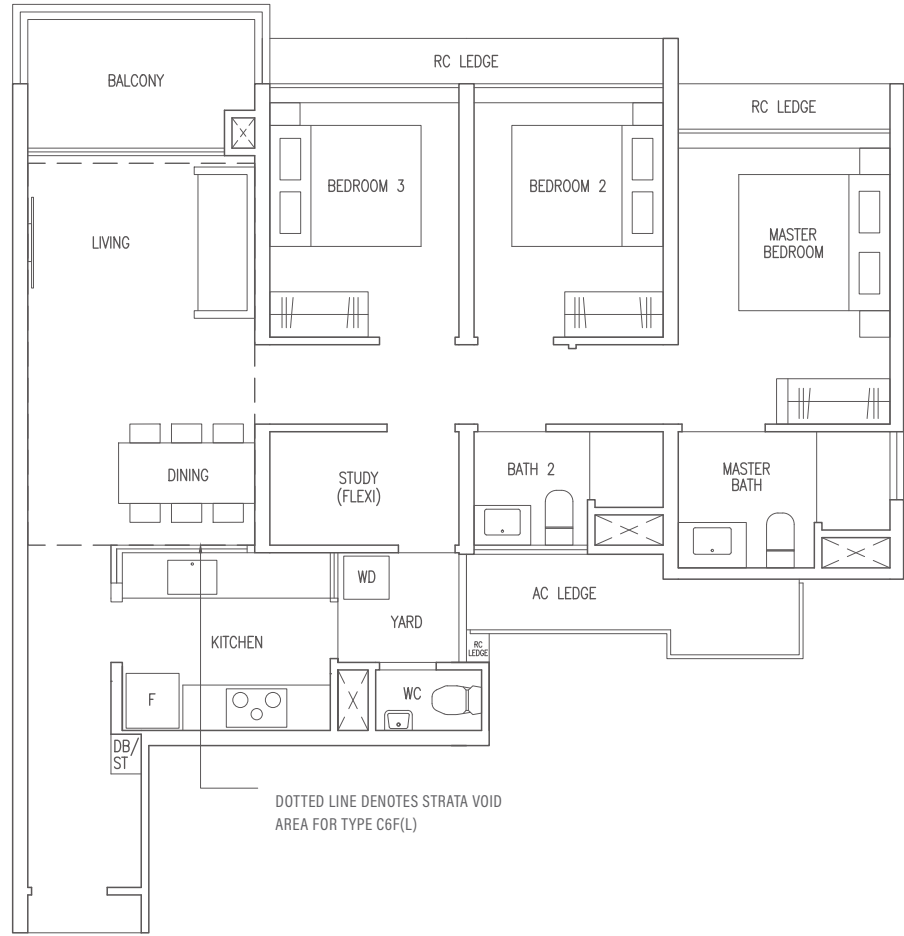 RC LEDGE
BALCONY
RC LEDGE
BEDROOM 3
BEDROOM 2
LIVING
MASTER
BEDROOM
DINING
STUDY
(FLEXI)
BATH 2
MASTER
BATH
WD
AC LEDGE
YARD
KITCHEN
RC
LEDGE
F
WC
DB/
ST
DOTTED LINE DENOTES STRATA VOID
AREA FOR TYPE C6F(L)